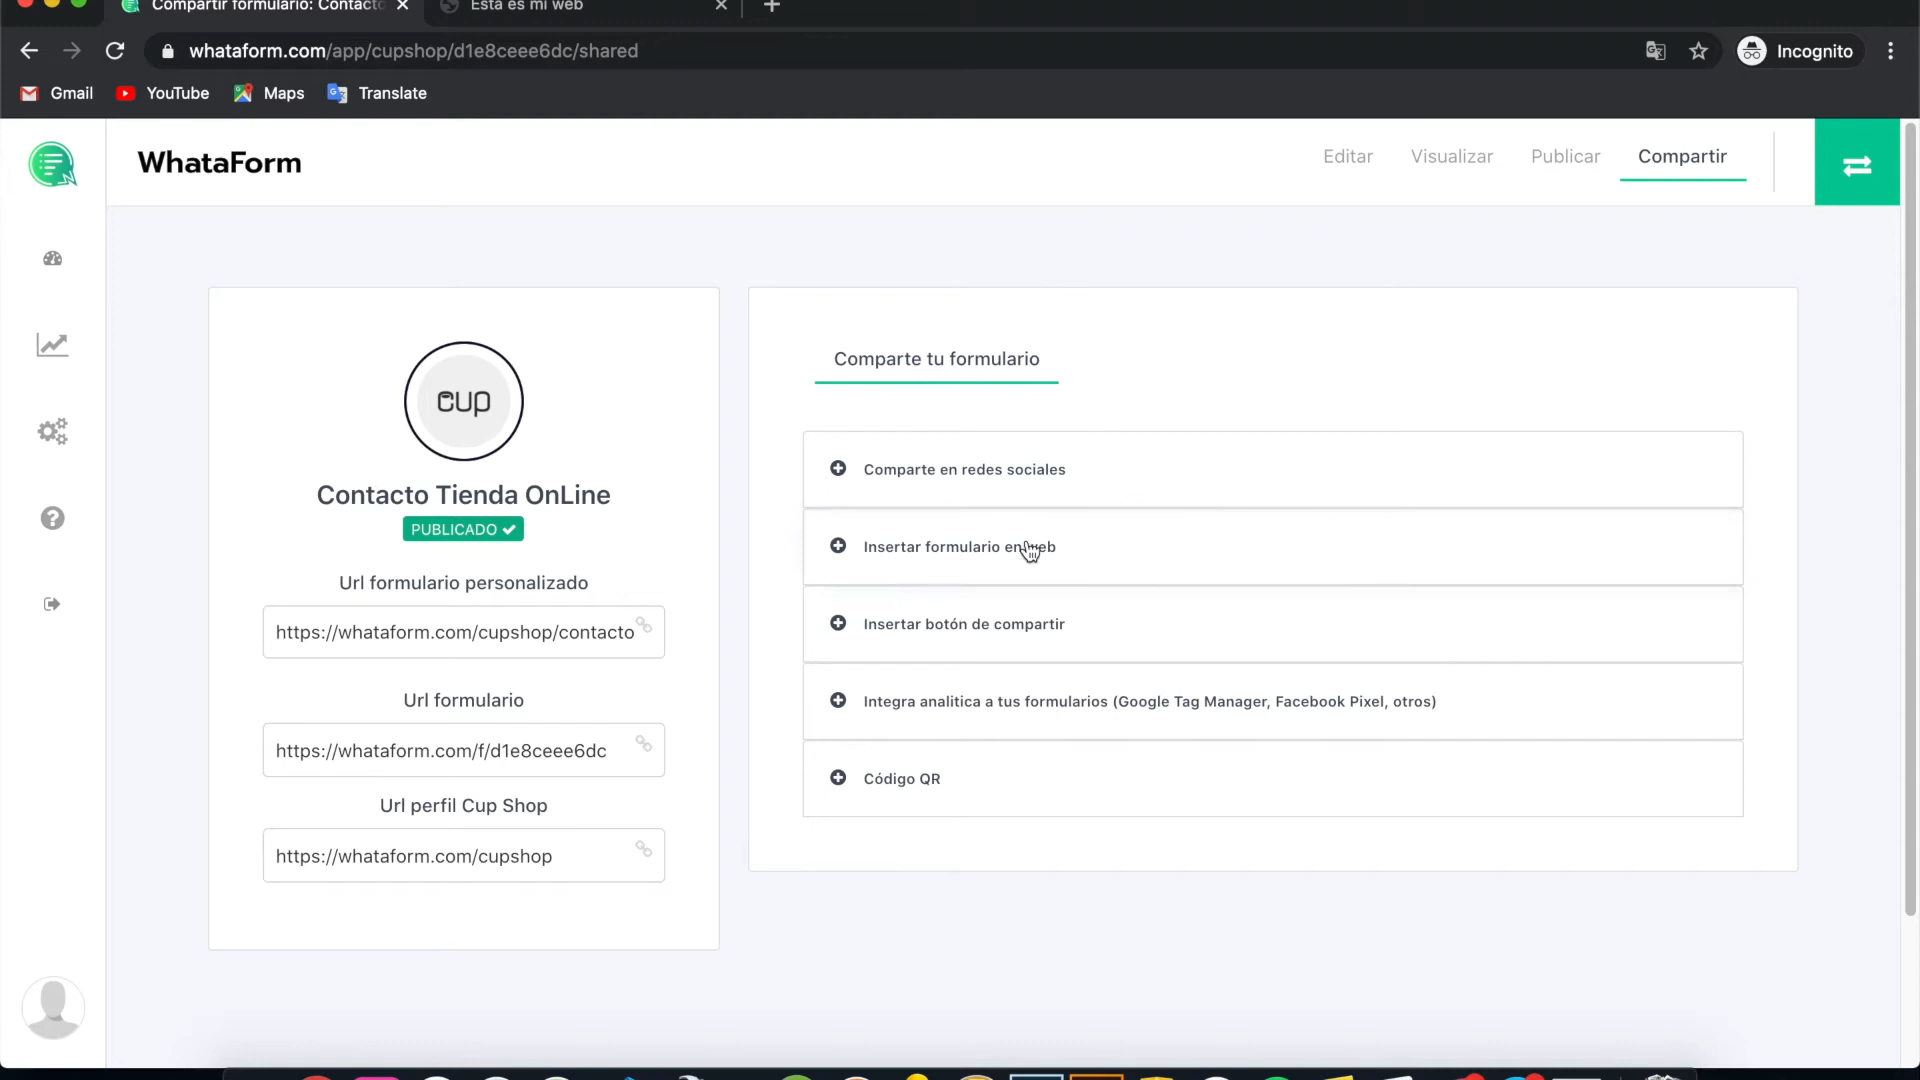 Compartir formulario: Contacto
Esta es mi web
whataform.com/app/cupshop/d1e8ceee6dc/shared
Incognito
Gmail
YouTube
Maps
Translate
WhataForm
Editar
Visualizar
Publicar
Compartir
cup
Contacto Tienda OnLine
PUBLICADO
Url formulario personalizado
https://whataform.com/cupshop/contacto
Url formulario
https://whataform.com/f/d1e8ceee6dc
Url perfil Cup Shop
https://whataform.com/cupshop
Comparte tu formulario
Comparte en redes sociales
Insertar formulario en web
Insertar botón de compartir
Integra analitica a tus formularios (Google Tag Manager, Facebook Pixel, otros)
Código QR